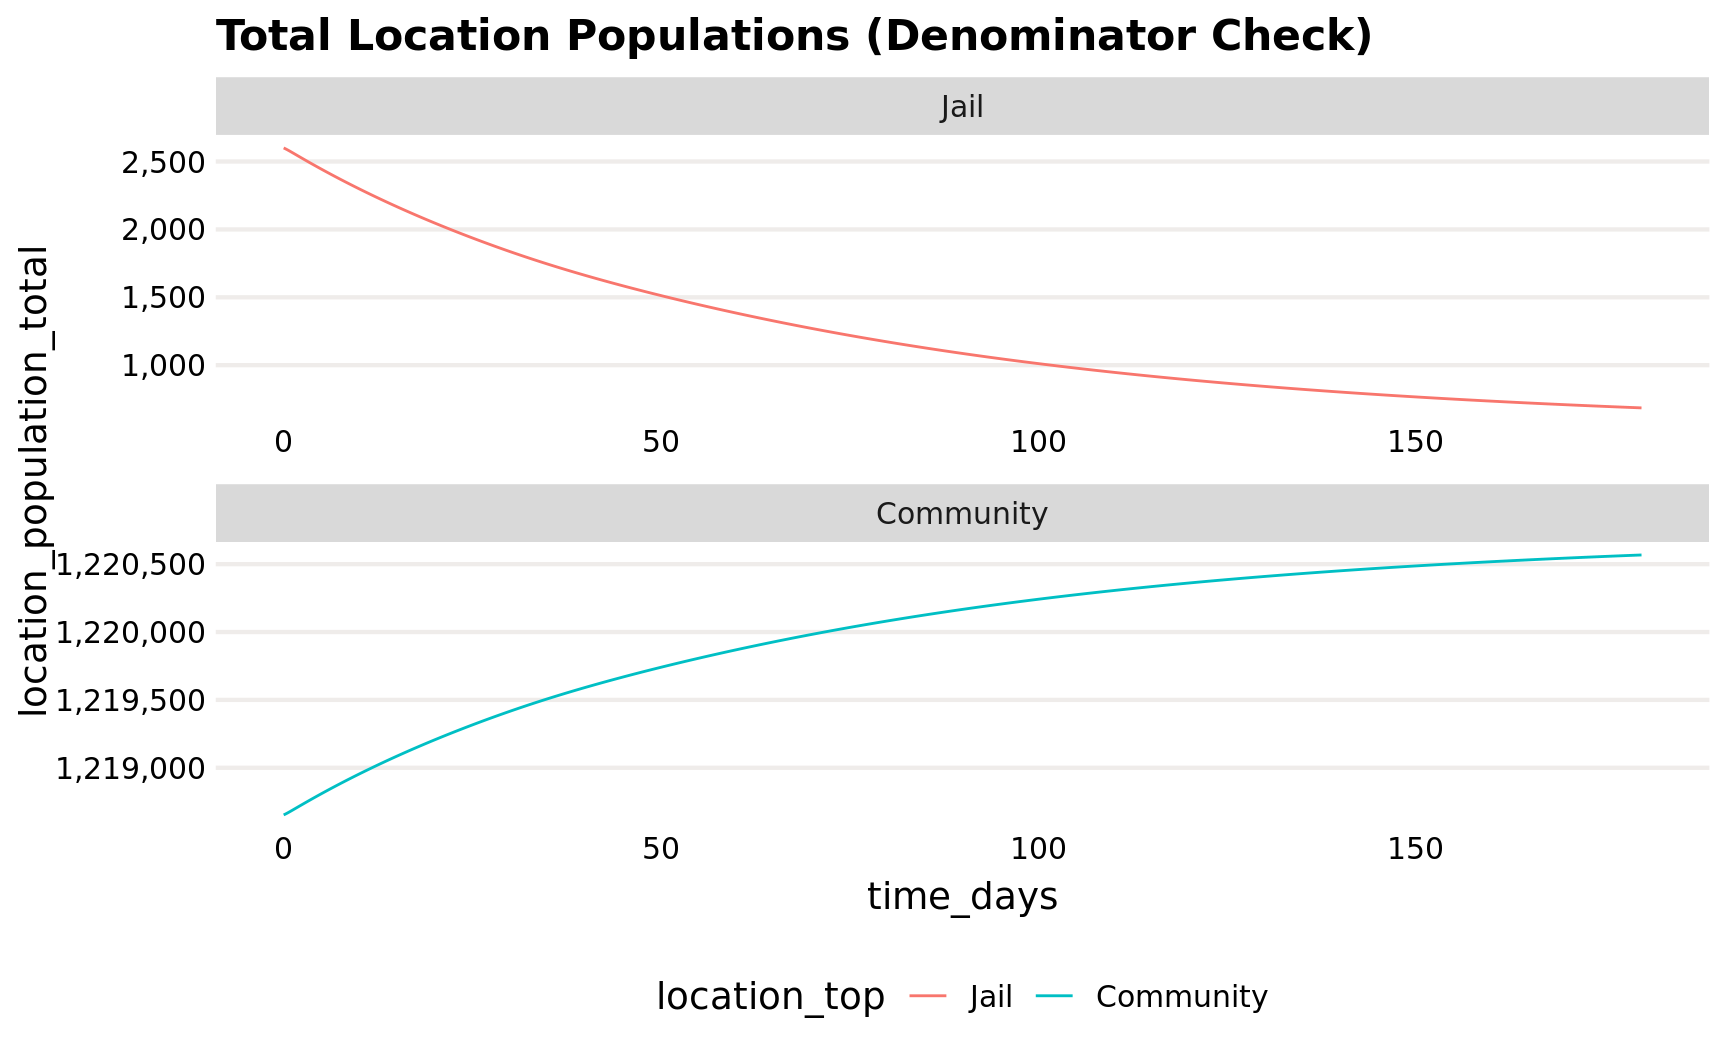 Total Location Populations (Denominator Check)
location_population_total
Jail
2,500
2,000
1,500
1,000
0 50 100 150
Community
1,220,500
1,220,000
1,219,500
1,219,000
0 50 100 150
time_days
location_top Jail Community